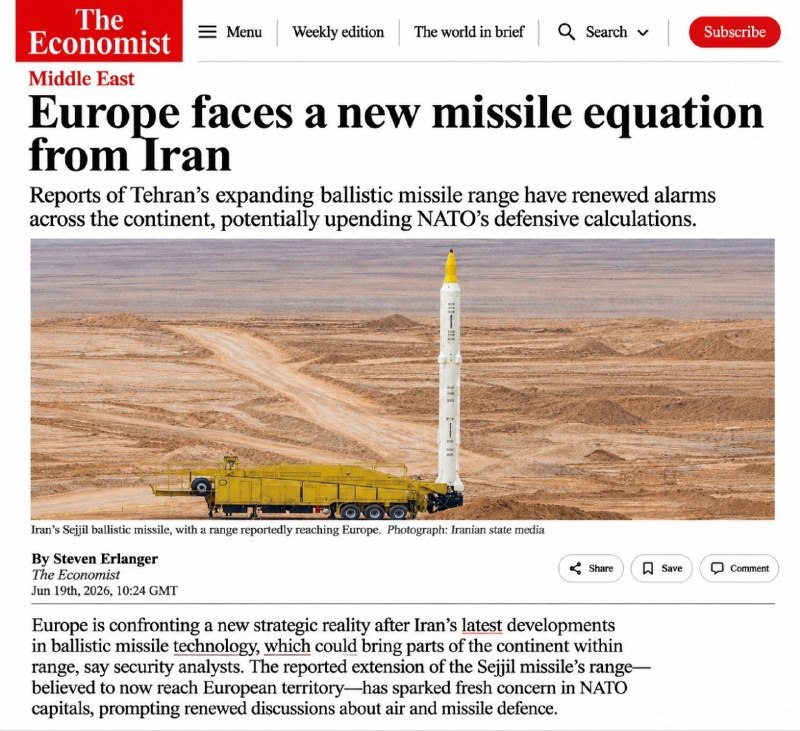 The
Economist
Menu
Weekly edition
The world in brief
Search
Subscribe
Middle East
Europe faces a new missile equation
from Iran
Reports of Tehran’s expanding ballistic missile range have renewed alarms
across the continent, potentially upending NATO’s defensive calculations.
Iran’s Sejjil ballistic missile, with a range reportedly reaching Europe. Photograph: Iranian state media
By Steven Erlanger
The Economist
Jun 19th, 2026, 10:24 GMT
Share
Save
Comment
Europe is confronting a new strategic reality after Iran’s latest developments
in ballistic missile technology, which could bring parts of the continent within
range, say security analysts. The reported extension of the Sejjil missile’s range—
believed to now reach European territory—has sparked fresh concern in NATO
capitals, prompting renewed discussions about air and missile defence.